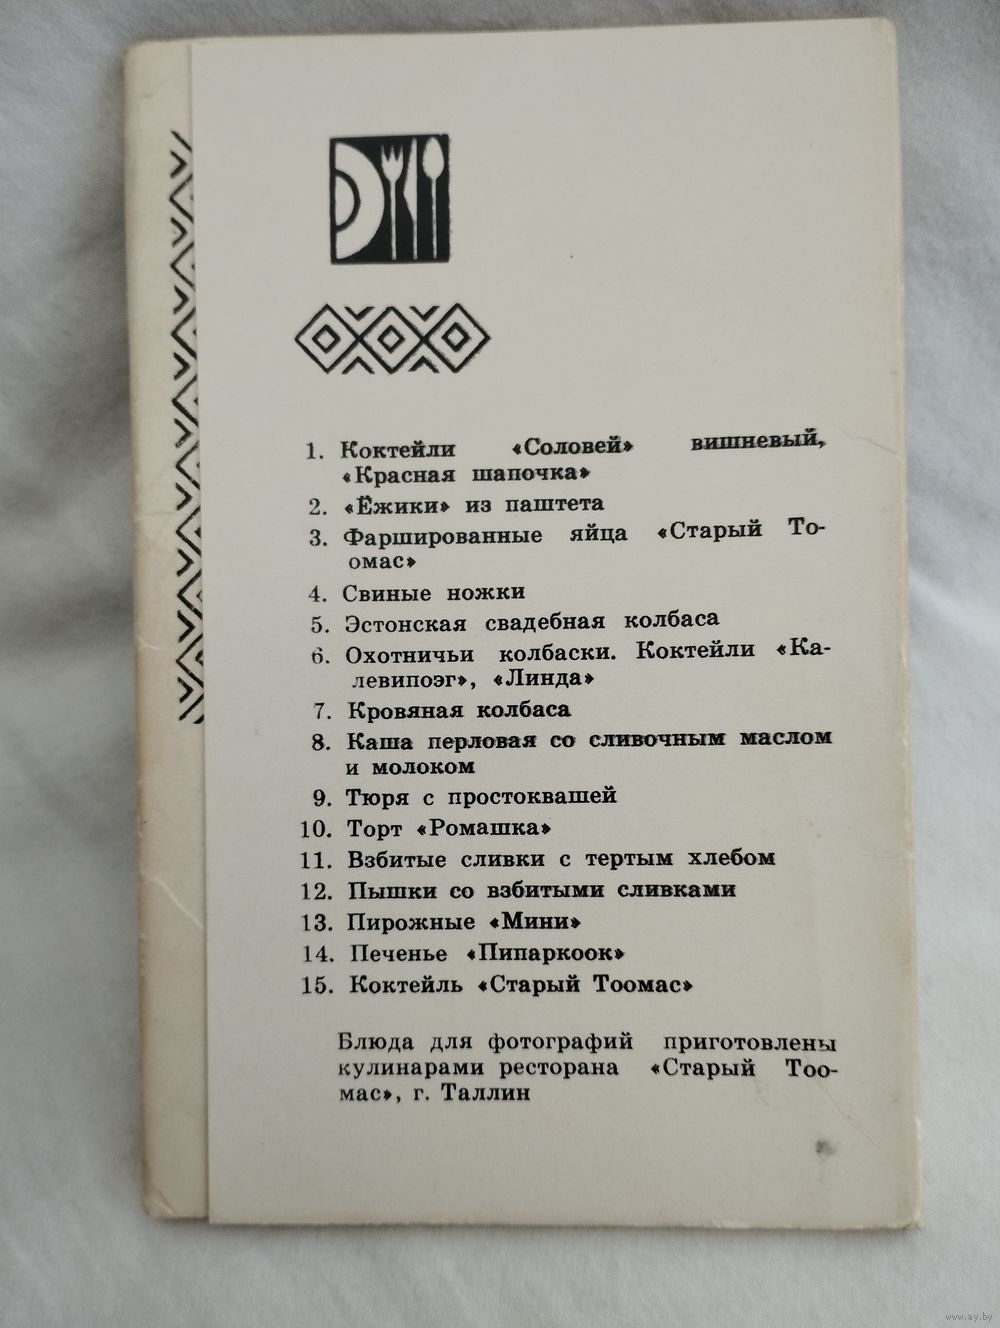 1. Коктейли «Соловей» вишневый,
«Красная шапочка»
2. «Ёжики» из паштета
3. Фаршированные яйца «Старый То-
омас»
4. Свиные ножки
5. Эстонская свадебная колбаса
6. Охотничьи колбаски. Коктейли «Ка-
левипоэг», «Линда»
7. Кровяная колбаса
8. Каша перловая со сливочным маслом
и молоком
9. Тюря с простоквашей
10. Торт «Ромашка»
11. Взбитые сливки с тертым хлебом
12. Пышки со взбитыми сливками
13. Пирожные «Мини»
14. Печенье «Пипаркоок»
15. Коктейль «Старый Тоомас»
Блюда для фотографий приготовлены
кулинарами ресторана «Старый Тоо-
мас», г. Таллин
www.ay.by